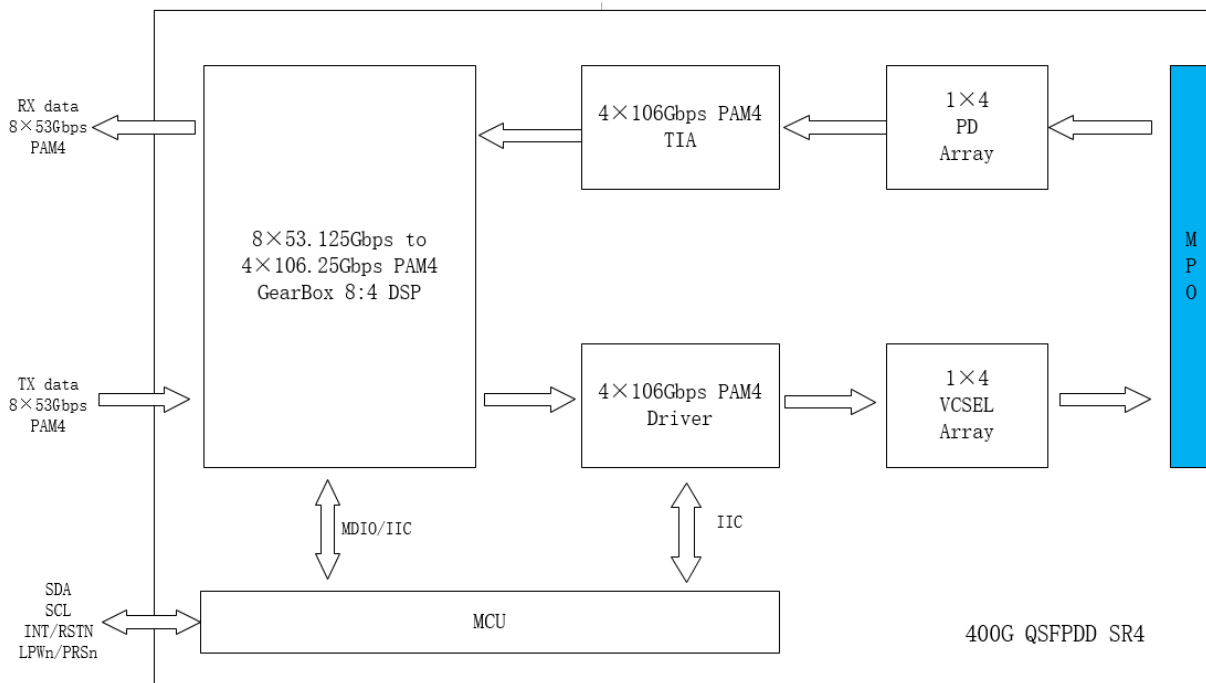 RX data
8×53Gbps
PAM4
8×53.125Gbps to
4×106.25Gbps PAM4
GearBox 8:4 DSP
4×106Gbps PAM4
TIA
1×4
PD
Array
M
P
O
TX data
8×53Gbps
PAM4
4×106Gbps PAM4
Driver
1×4
VCSEL
Array
MDIO/IIC
IIC
SDA
SCL
INT/RSTN
LPWn/PRSn
MCU
400G QSFPDD SR4